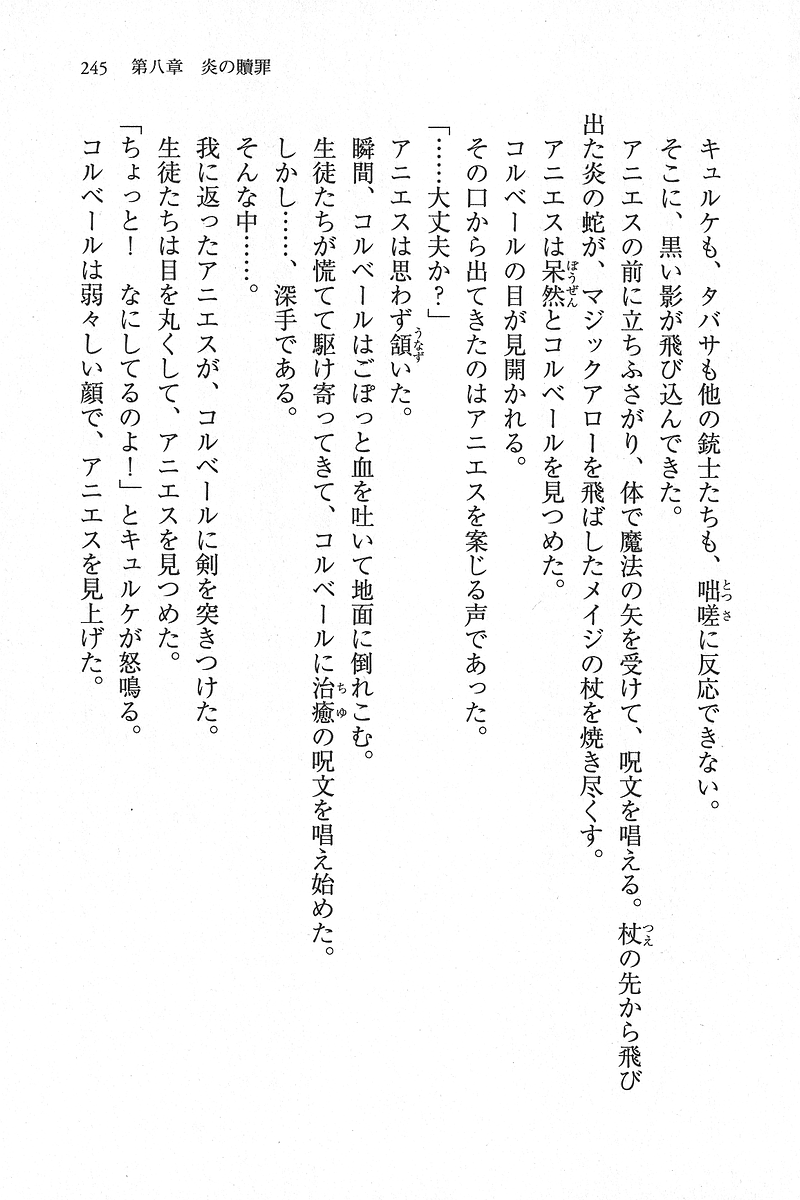 245 第八章 炎の贖罪
キュルケも、タバサも他の銃士たちも、咄嗟に反応できない。
そこに、黒い影が飛び込んできた。
アニエスの前に立ちふさがり、体で魔法の矢を受けて、呪文を唱える。杖の先から飛び
出た炎の蛇が、マジックアローを飛ばしたメイジの杖を焼き尽くす。
アニエスは呆然とコルベールを見つめた。
コルベールの目が見開かれる。
その口から出てきたのはアニエスを案じる声であった。
「……大丈夫か?」
アニエスは思わず頷いた。
瞬間、コルベールはごぽっと血を吐いて地面に倒れこむ。
生徒たちが慌てて駆け寄ってきて、コルベールに治癒の呪文を唱え始めた。
しかし……、深手である。
そんな中……。
我に返ったアニエスが、コルベールに剣を突きつけた。
生徒たちは目を丸くして、アニエスを見つめた。
「ちょっと! なにしてるのよ!」とキュルケが怒鳴る。
コルベールは弱々しい顔で、アニエスを見上げた。